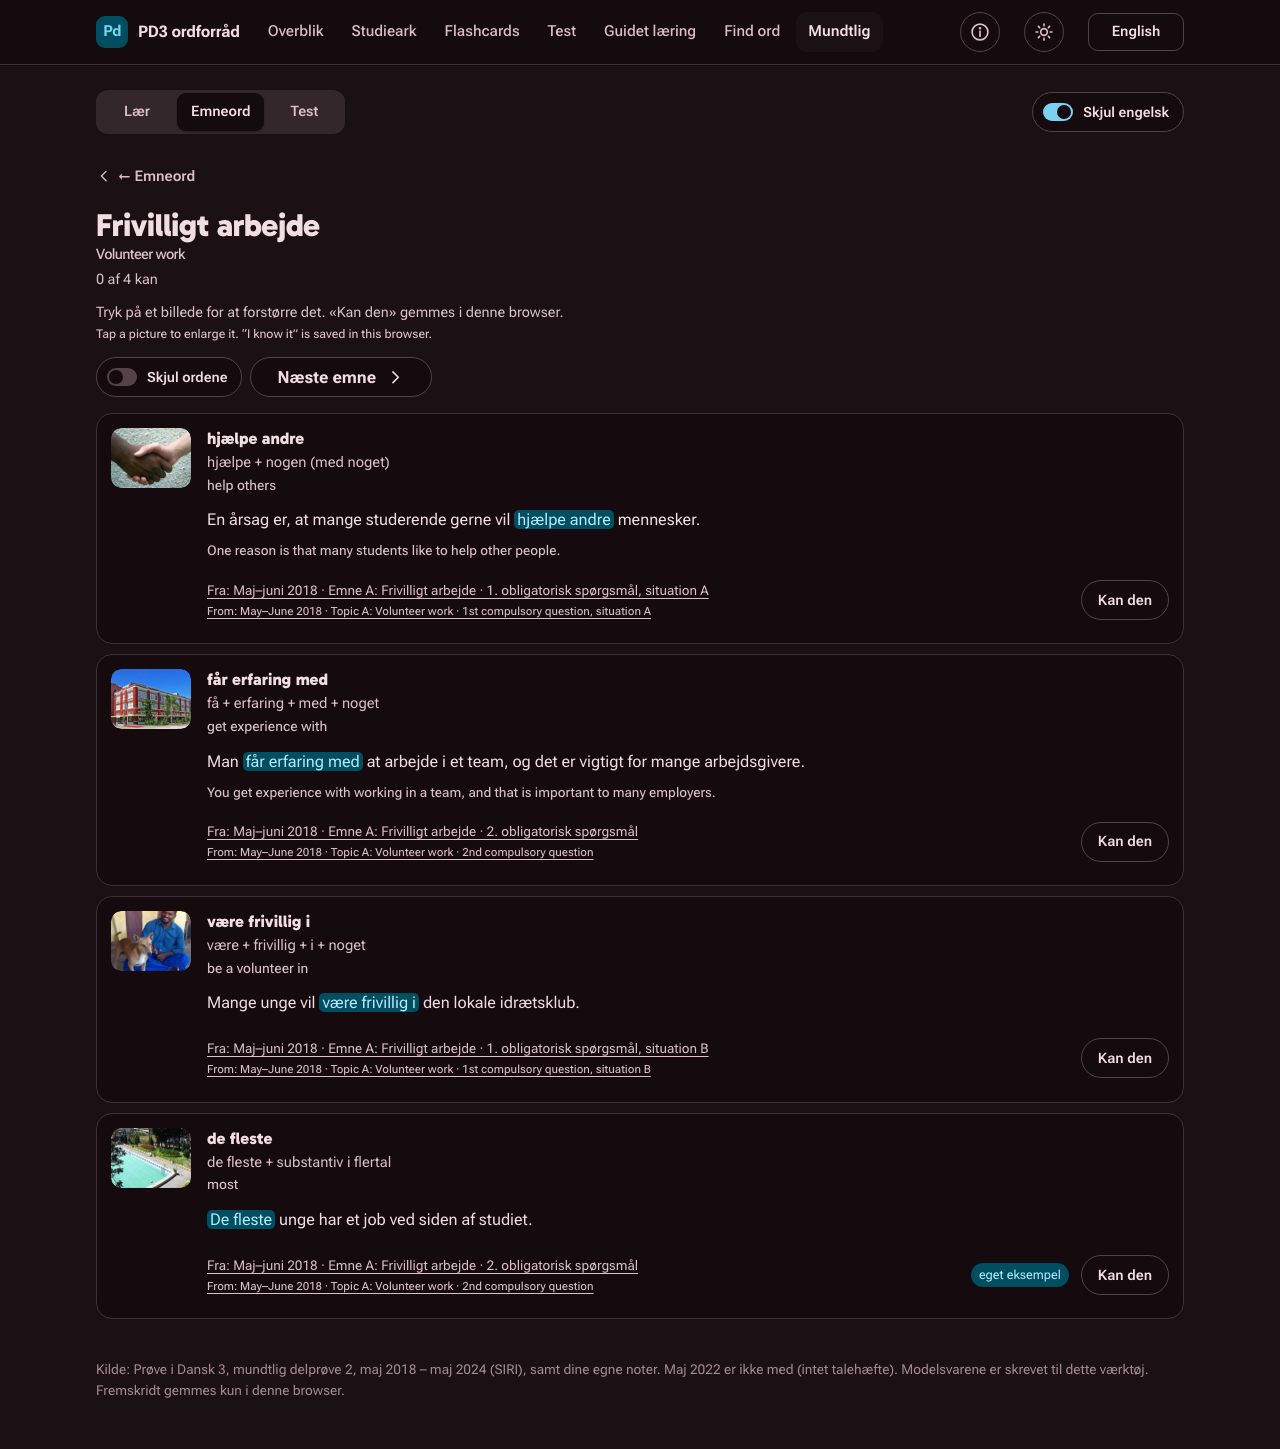 Pd PD3 ordforråd Overblik Studieark Flashcards Test Guidet læring Find ord Mundtlig English
Lær Emneord Test Skjul engelsk
← Emneord
Frivilligt arbejde
Volunteer work
0 af 4 kan
Tryk på et billede for at forstørre det. «Kan den» gemmes i denne browser.
Tap a picture to enlarge it. “I know it” is saved in this browser.
Skjul ordene Næste emne
hjælpe andre
hjælpe + nogen (med noget)
help others
En årsag er, at mange studerende gerne vil hjælpe andre mennesker.
One reason is that many students like to help other people.
Fra: Maj–juni 2018 · Emne A: Frivilligt arbejde · 1. obligatorisk spørgsmål, situation A
From: May–June 2018 · Topic A: Volunteer work · 1st compulsory question, situation A
Kan den
får erfaring med
få + erfaring + med + noget
get experience with
Man får erfaring med at arbejde i et team, og det er vigtigt for mange arbejdsgivere.
You get experience with working in a team, and that is important to many employers.
Fra: Maj–juni 2018 · Emne A: Frivilligt arbejde · 2. obligatorisk spørgsmål
From: May–June 2018 · Topic A: Volunteer work · 2nd compulsory question
Kan den
være frivillig i
være + frivillig + i + noget
be a volunteer in
Mange unge vil være frivillig i den lokale idrætsklub.
Fra: Maj–juni 2018 · Emne A: Frivilligt arbejde · 1. obligatorisk spørgsmål, situation B
From: May–June 2018 · Topic A: Volunteer work · 1st compulsory question, situation B
Kan den
de fleste
de fleste + substantiv i flertal
most
De fleste unge har et job ved siden af studiet.
Fra: Maj–juni 2018 · Emne A: Frivilligt arbejde · 2. obligatorisk spørgsmål
From: May–June 2018 · Topic A: Volunteer work · 2nd compulsory question
eget eksempel Kan den
Kilde: Prøve i Dansk 3, mundtlig delprøve 2, maj 2018 – maj 2024 (SIRI), samt dine egne noter. Maj 2022 er ikke med (intet talehæfte). Modelsvarene er skrevet til dette værktøj.
Fremskridt gemmes kun i denne browser.